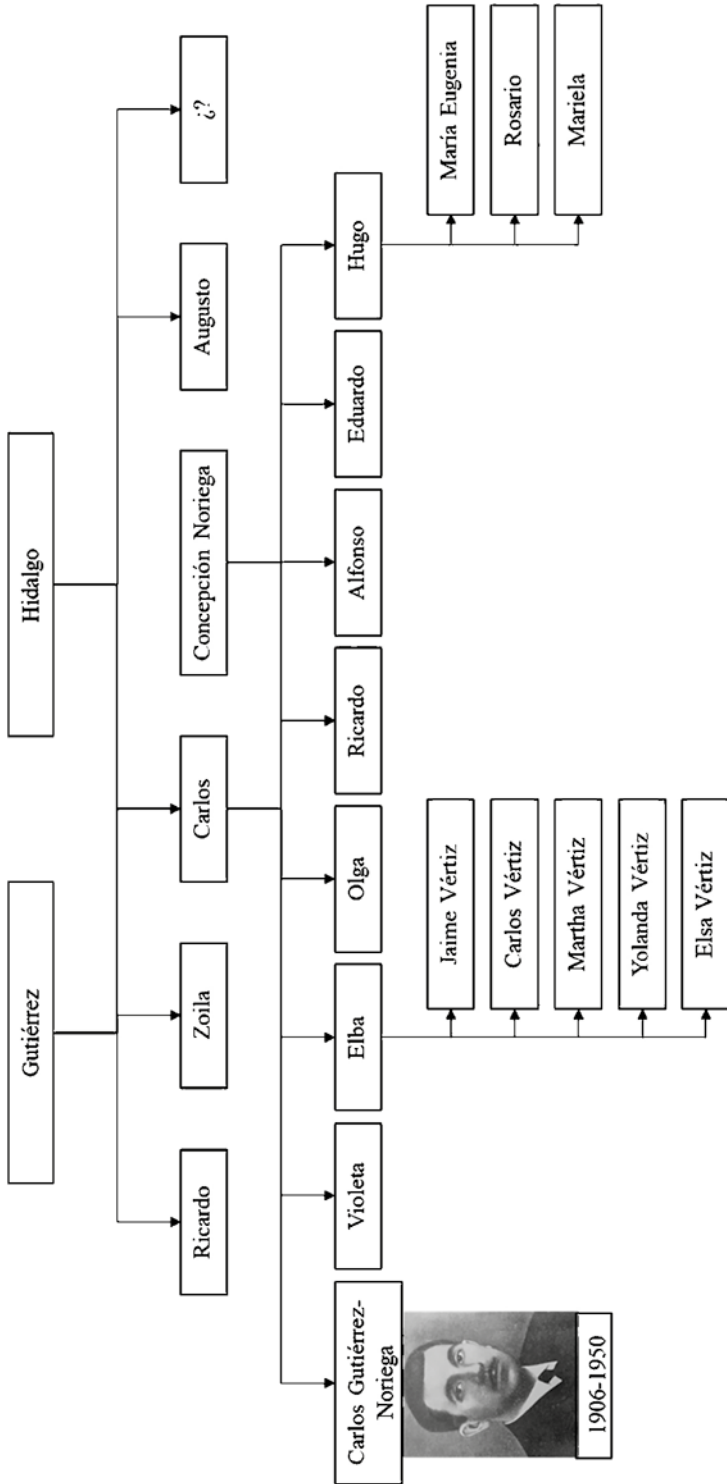 Gutiérrez
Hidalgo
Ricardo
Zoila
Carlos
Concepción Noriega
Augusto
¿?
Carlos Gutiérrez-
Noriega
Violeta
Elba
Olga
Ricardo
Alfonso
Eduardo
Hugo
1906-1950
Jaime Vértiz
Carlos Vértiz
Martha Vértiz
Yolanda Vértiz
Elsa Vértiz
María Eugenia
Rosario
Mariela